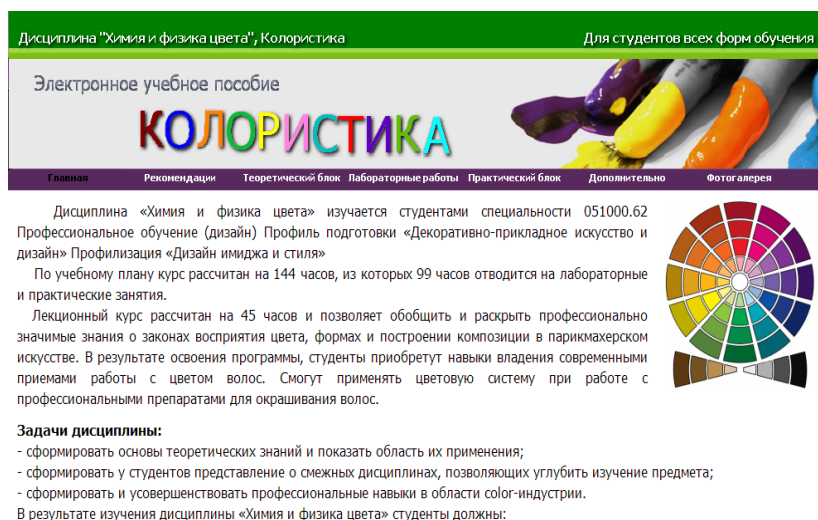 Дисциплина "Химия и физика цвета", Колористика
Для студентов всех форм обучения
Электронное учебное пособие
КОЛОРИСТИКА
Главная Рекомендации Теоретический блок Лабораторные работы Практический блок Дополнительно Фотогалерея
Дисциплина «Химия и физика цвета» изучается студентами специальности 051000.62
Профессиональное обучение (дизайн) Профиль подготовки «Декоративно-прикладное искусство и
дизайн» Профилизация «Дизайн имиджа и стиля»
По учебному плану курс рассчитан на 144 часов, из которых 99 часов отводится на лабораторные
и практические занятия.
Лекционный курс рассчитан на 45 часов и позволяет обобщить и раскрыть профессионально
значимые знания о законах восприятия цвета, формах и построении композиции в парикмахерском
искусстве. В результате освоения программы, студенты приобретут навыки владения современными
приемами работы с цветом волос. Смогут применять цветовую систему при работе с
профессиональными препаратами для окрашивания волос.
Задачи дисциплины:
- сформировать основы теоретических знаний и показать область их применения;
- сформировать у студентов представление о смежных дисциплинах, позволяющих углубить изучение предмета;
- сформировать и усовершенствовать профессиональные навыки в области color-индустрии.
В результате изучения дисциплины «Химия и физика цвета» студенты должны: